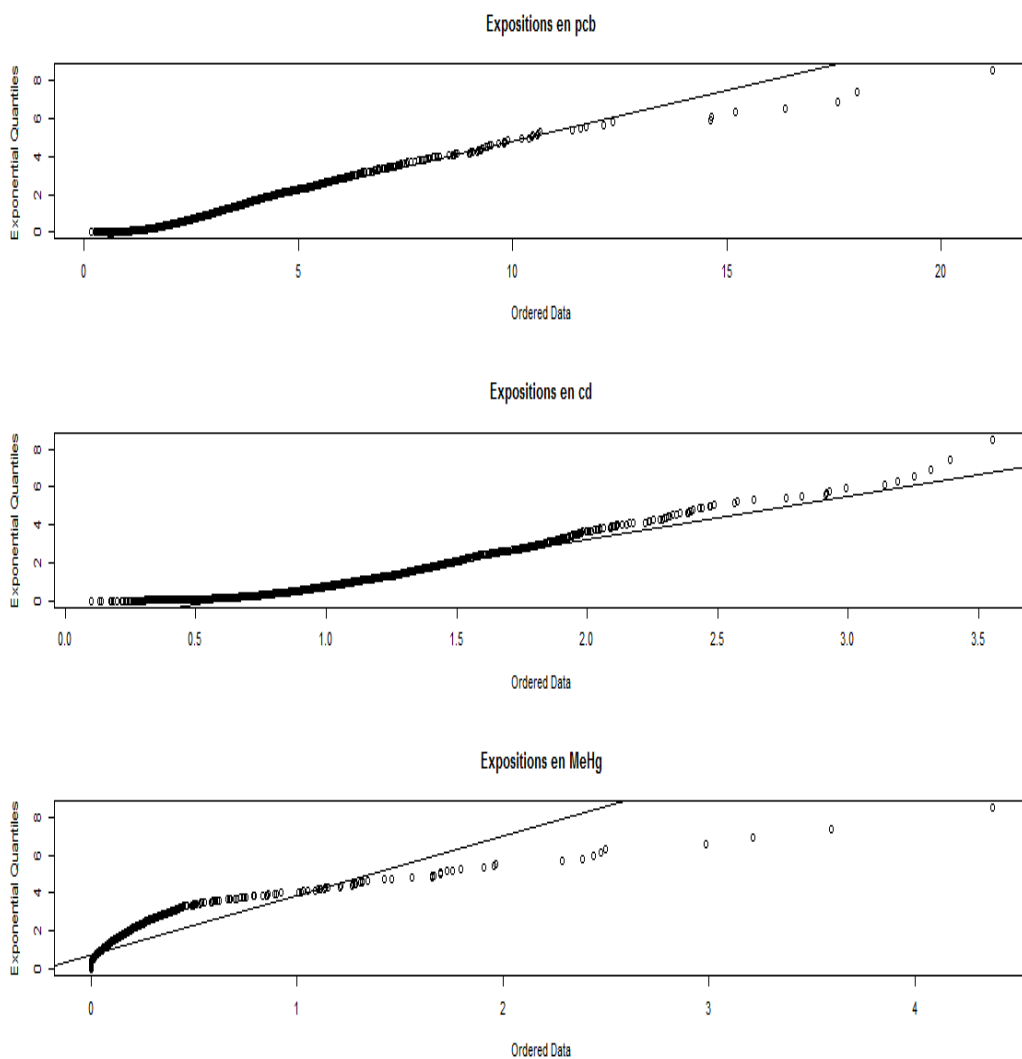 Expositions en pcb
Exponential Quantiles
0 2 4 6 8
0 5 10 15 20
Ordered Data
Expositions en cd
Exponential Quantiles
0 2 4 6 8
0.0 0.5 1.0 1.5 2.0 2.5 3.0 3.5
Ordered Data
Expositions en MeHg
Exponential Quantiles
0 2 4 6 8
0 1 2 3 4
Ordered Data